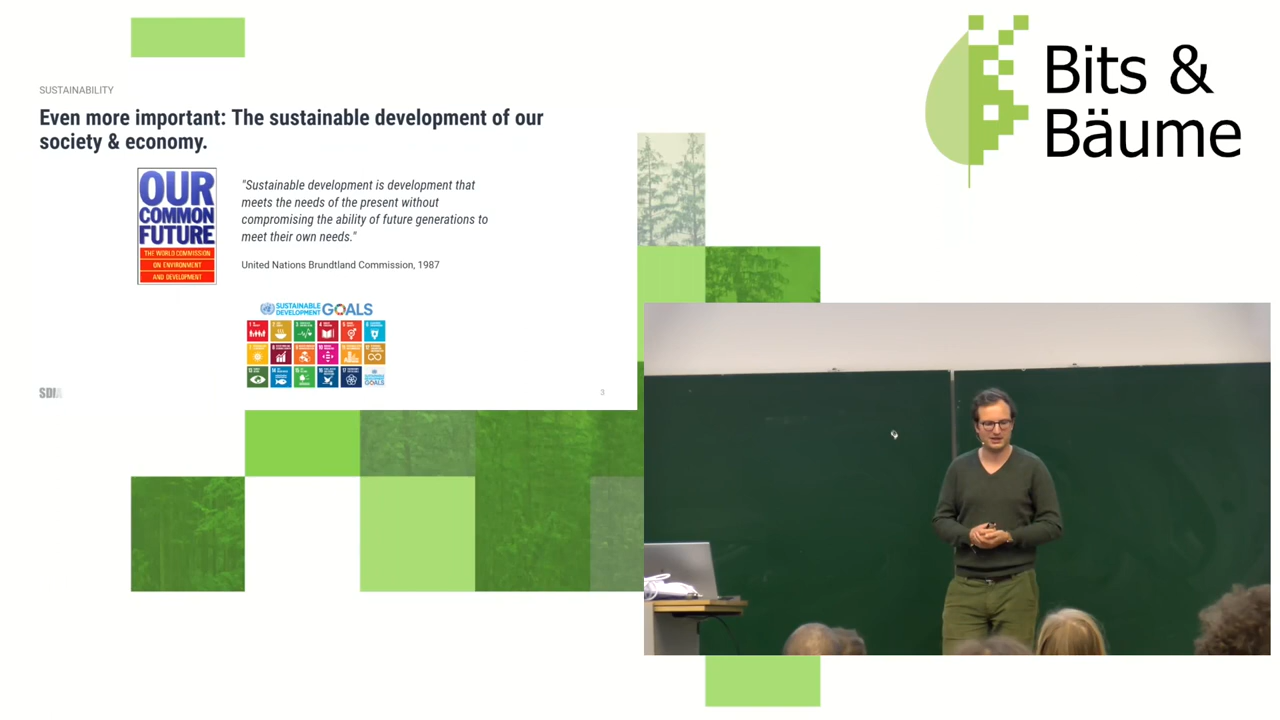 Bits &
Bäume
SUSTAINABILITY
Even more important: The sustainable development of our
society & economy.
OUR
COMMON
FUTURE
THE WORLD COMMISSION
ON ENVIRONMENT
AND DEVELOPMENT
"Sustainable development is development that
meets the needs of the present without
compromising the ability of future generations to
meet their own needs."
United Nations Brundtland Commission, 1987
SUSTAINABLE
DEVELOPMENT GOALS
SDIA
3